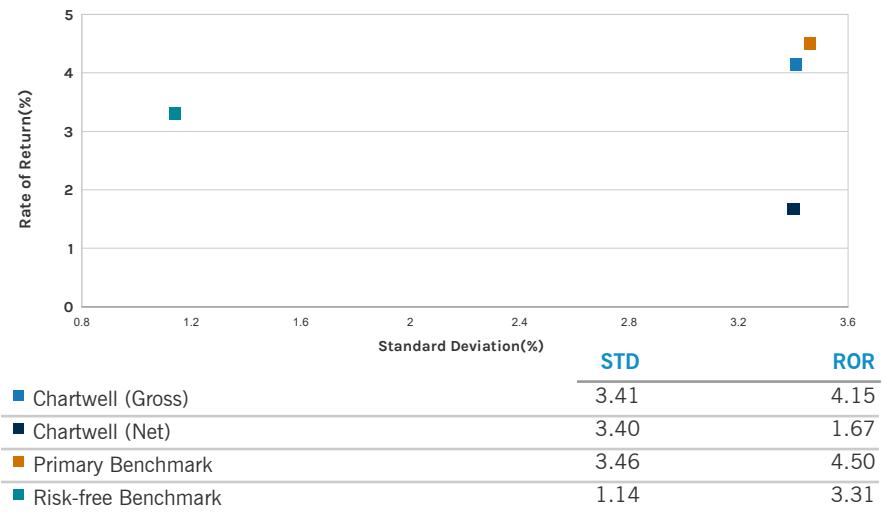 5
4
3
2
1
0
Rate of Return(%)
0.8 1.2 1.6 2 2.4 2.8 3.2 3.6
Standard Deviation(%)
STD ROR
Chartwell (Gross) 3.41 4.15
Chartwell (Net) 3.40 1.67
Primary Benchmark 3.46 4.50
Risk-free Benchmark 1.14 3.31